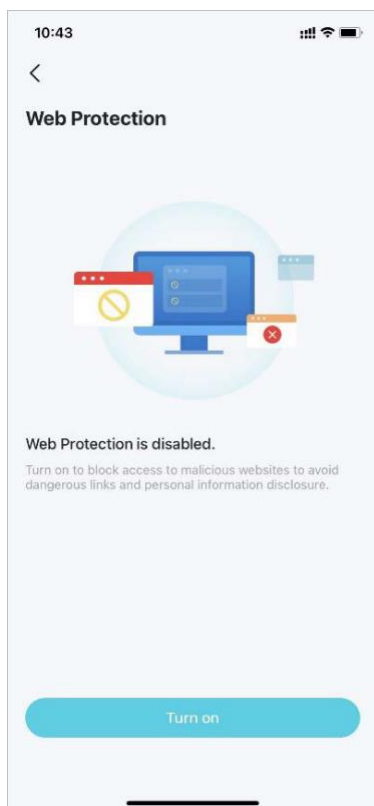 10:43
Web Protection
Web Protection is disabled.
Turn on to block access to malicious websites to avoid
dangerous links and personal information disclosure.
Turn on